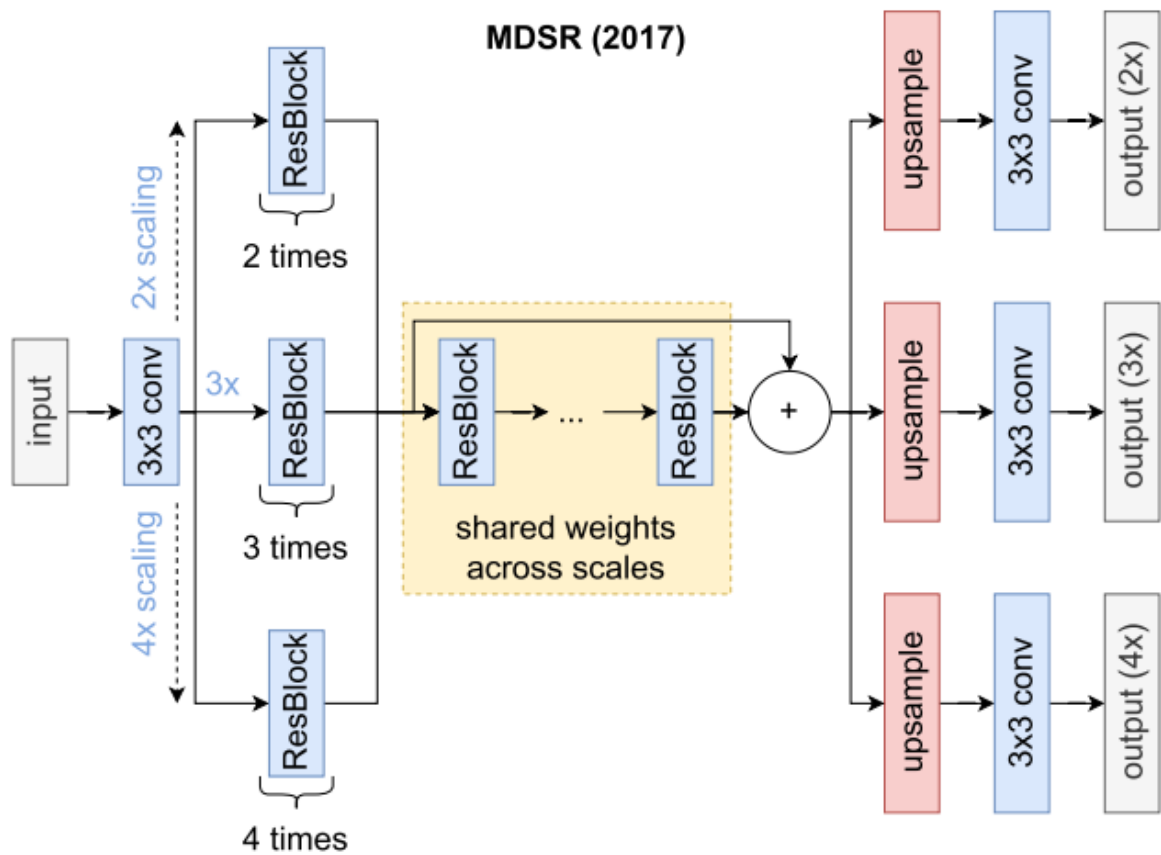 MDSR (2017)
input
3x3 conv
2x scaling
3x
4x scaling
ResBlock
2 times
ResBlock
3 times
ResBlock
4 times
ResBlock
...
ResBlock
shared weights
across scales
+
upsample
3x3 conv
output (2x)
upsample
3x3 conv
output (3x)
upsample
3x3 conv
output (4x)